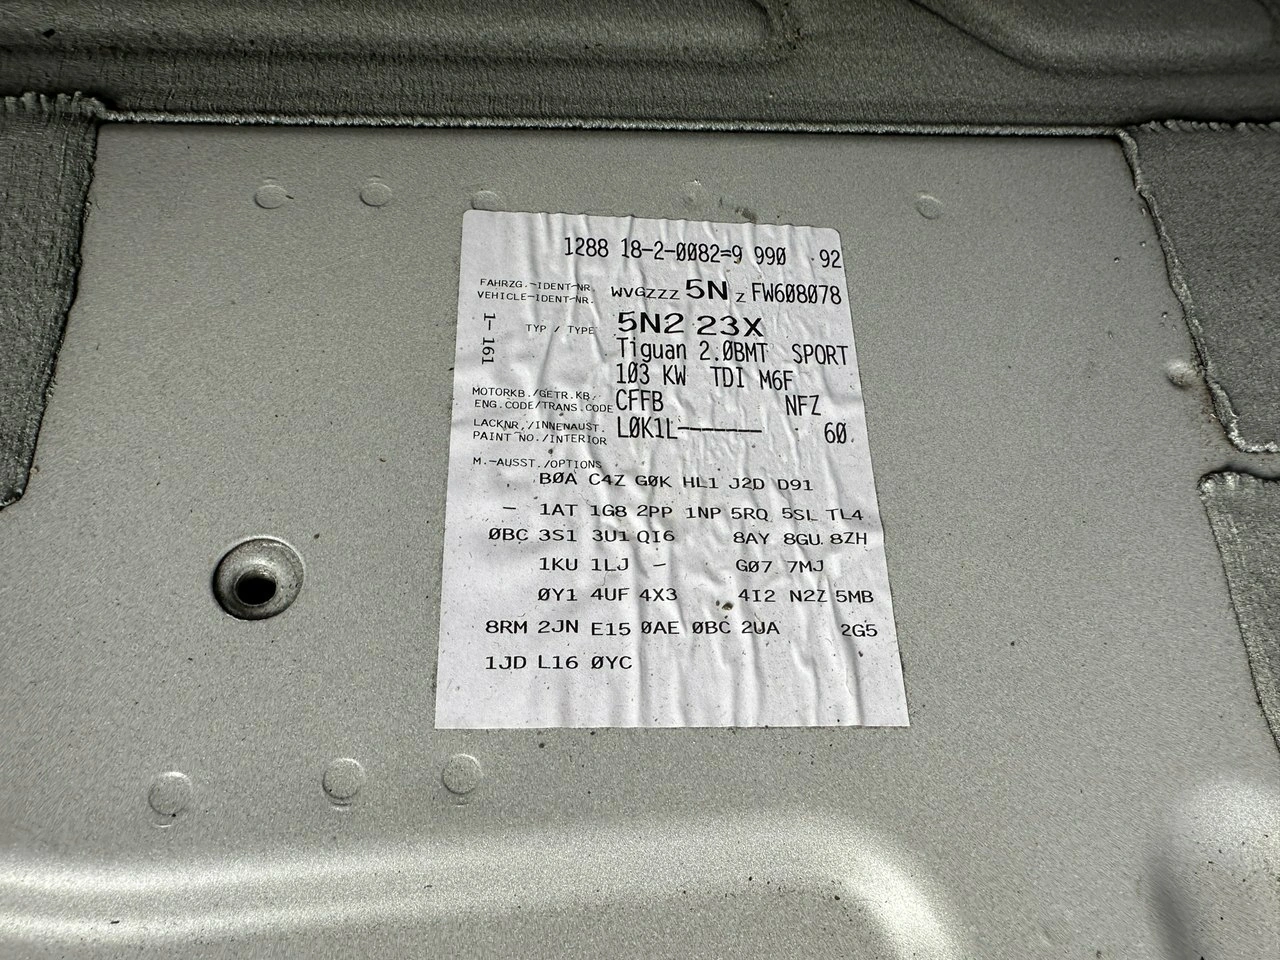 1288 18-2-0082=9 990 92
FAHRZG.-IDENT-NR.
VEHICLE-IDENT-NR. WVGZZZ 5N Z FW608078
TYP / TYPE 5N2 23X
1-161
Tiguan 2.0BMT SPORT
103 KW TDI M6F
MOTORKB./GETR.KB.
ENG.CODE/TRANS.CODE CFFB NFZ
LACKNR./INNENAUST.
PAINT NO./INTERIOR L0K1L 60
M.-AUSST./OPTIONS
B0A C4Z G0K HL1 J2D D91
- 1AT 1G8 2PP 1NP 5RQ 5SL TL4
0BC 3S1 3U1 QI6 8AY 8GU 8ZH
1KU 1LJ - G07 7MJ
0Y1 4UF 4X3 4I2 N2Z 5MB
8RM 2JN E15 0AE 0BC 2UA 2G5
1JD L16 0YC